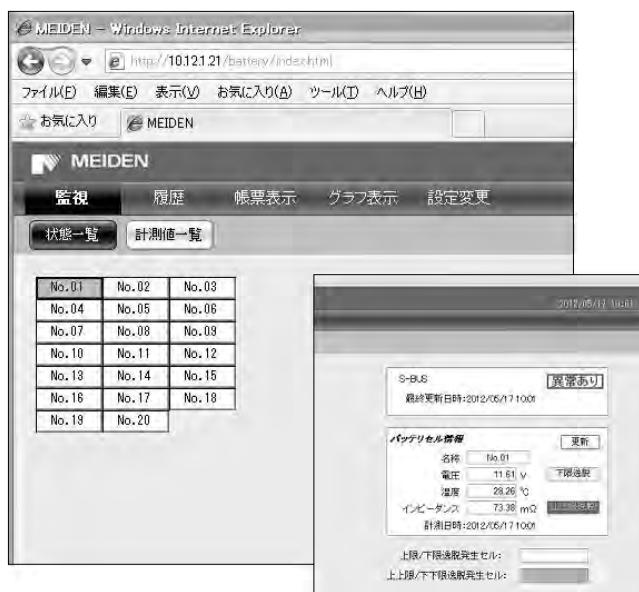 MEIDEN - Windows Internet Explorer
http://10.121.21/battery/index.html
ファイル(F) 編集(E) 表示(V) お気に入り(A) ツール(T) ヘルプ(H)
お気に入り MEIDEN
MEIDEN
監視 履歴 帳票表示 グラフ表示 設定変更
状態一覧 計測値一覧
No.01 No.02 No.03
No.04 No.05 No.06
No.07 No.08 No.09
No.10 No.11 No.12
No.13 No.14 No.15
No.16 No.17 No.18
No.19 No.20
2012/05/17 10:01
S-BUS 異常あり
最終更新日時:2012/05/17 10:01
バッテリセル情報 更新
名称 No.01
電圧 11.61 V 下限逸脱
温度 28.26 ℃
インピーダンス 73.38 mΩ
計測日時:2012/05/17 10:01
上限/下限逸脱発生セル:
上上限/下下限逸脱発生セル: